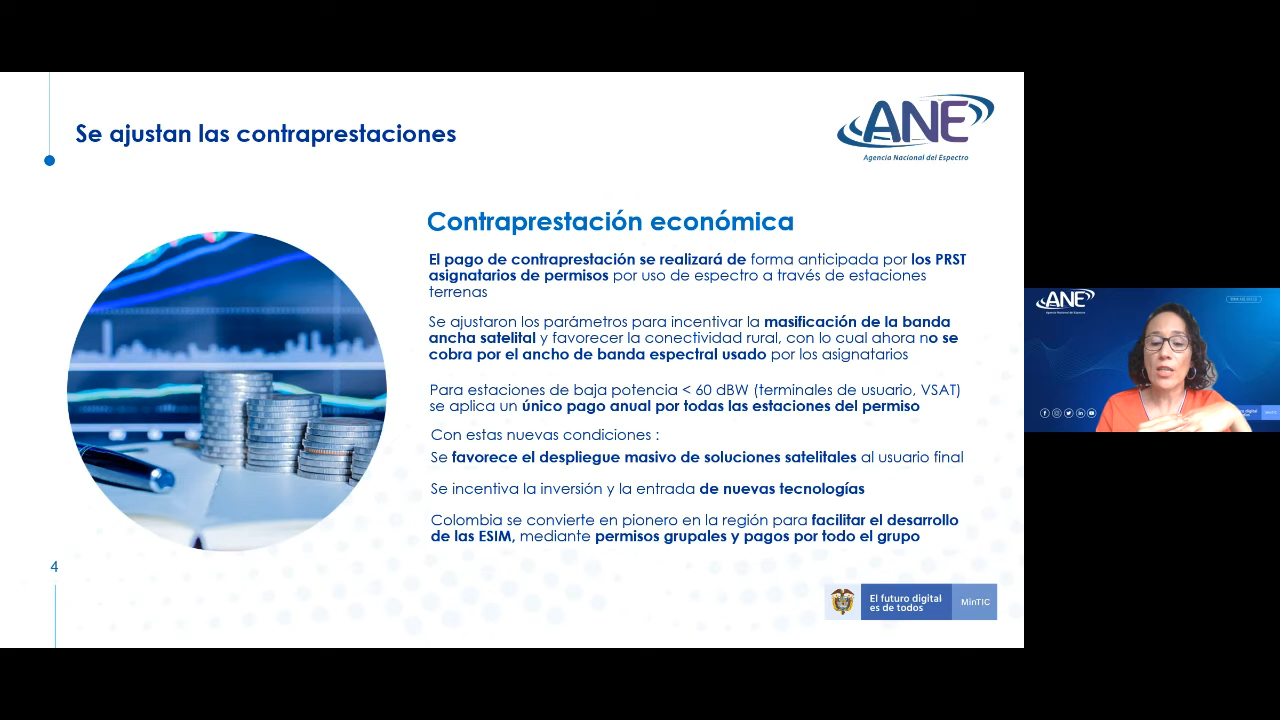 Se ajustan las contraprestaciones
ANE
Agencia Nacional del Espectro
Contraprestación económica
El pago de contraprestación se realizará de forma anticipada por los PRST
asignatarios de permisos por uso de espectro a través de estaciones
terrenas
Se ajustaron los parámetros para incentivar la masificación de la banda
ancha satelital y favorecer la conectividad rural, con lo cual ahora no se
cobra por el ancho de banda espectral usado por los asignatarios
Para estaciones de baja potencia < 60 dBW (terminales de usuario, VSAT)
se aplica un único pago anual por todas las estaciones del permiso
Con estas nuevas condiciones :
Se favorece el despliegue masivo de soluciones satelitales al usuario final
Se incentiva la inversión y la entrada de nuevas tecnologías
Colombia se convierte en pionero en la región para facilitar el desarrollo
de las ESIM, mediante permisos grupales y pagos por todo el grupo
4
El futuro digital
es de todos
MinTIC
ANE